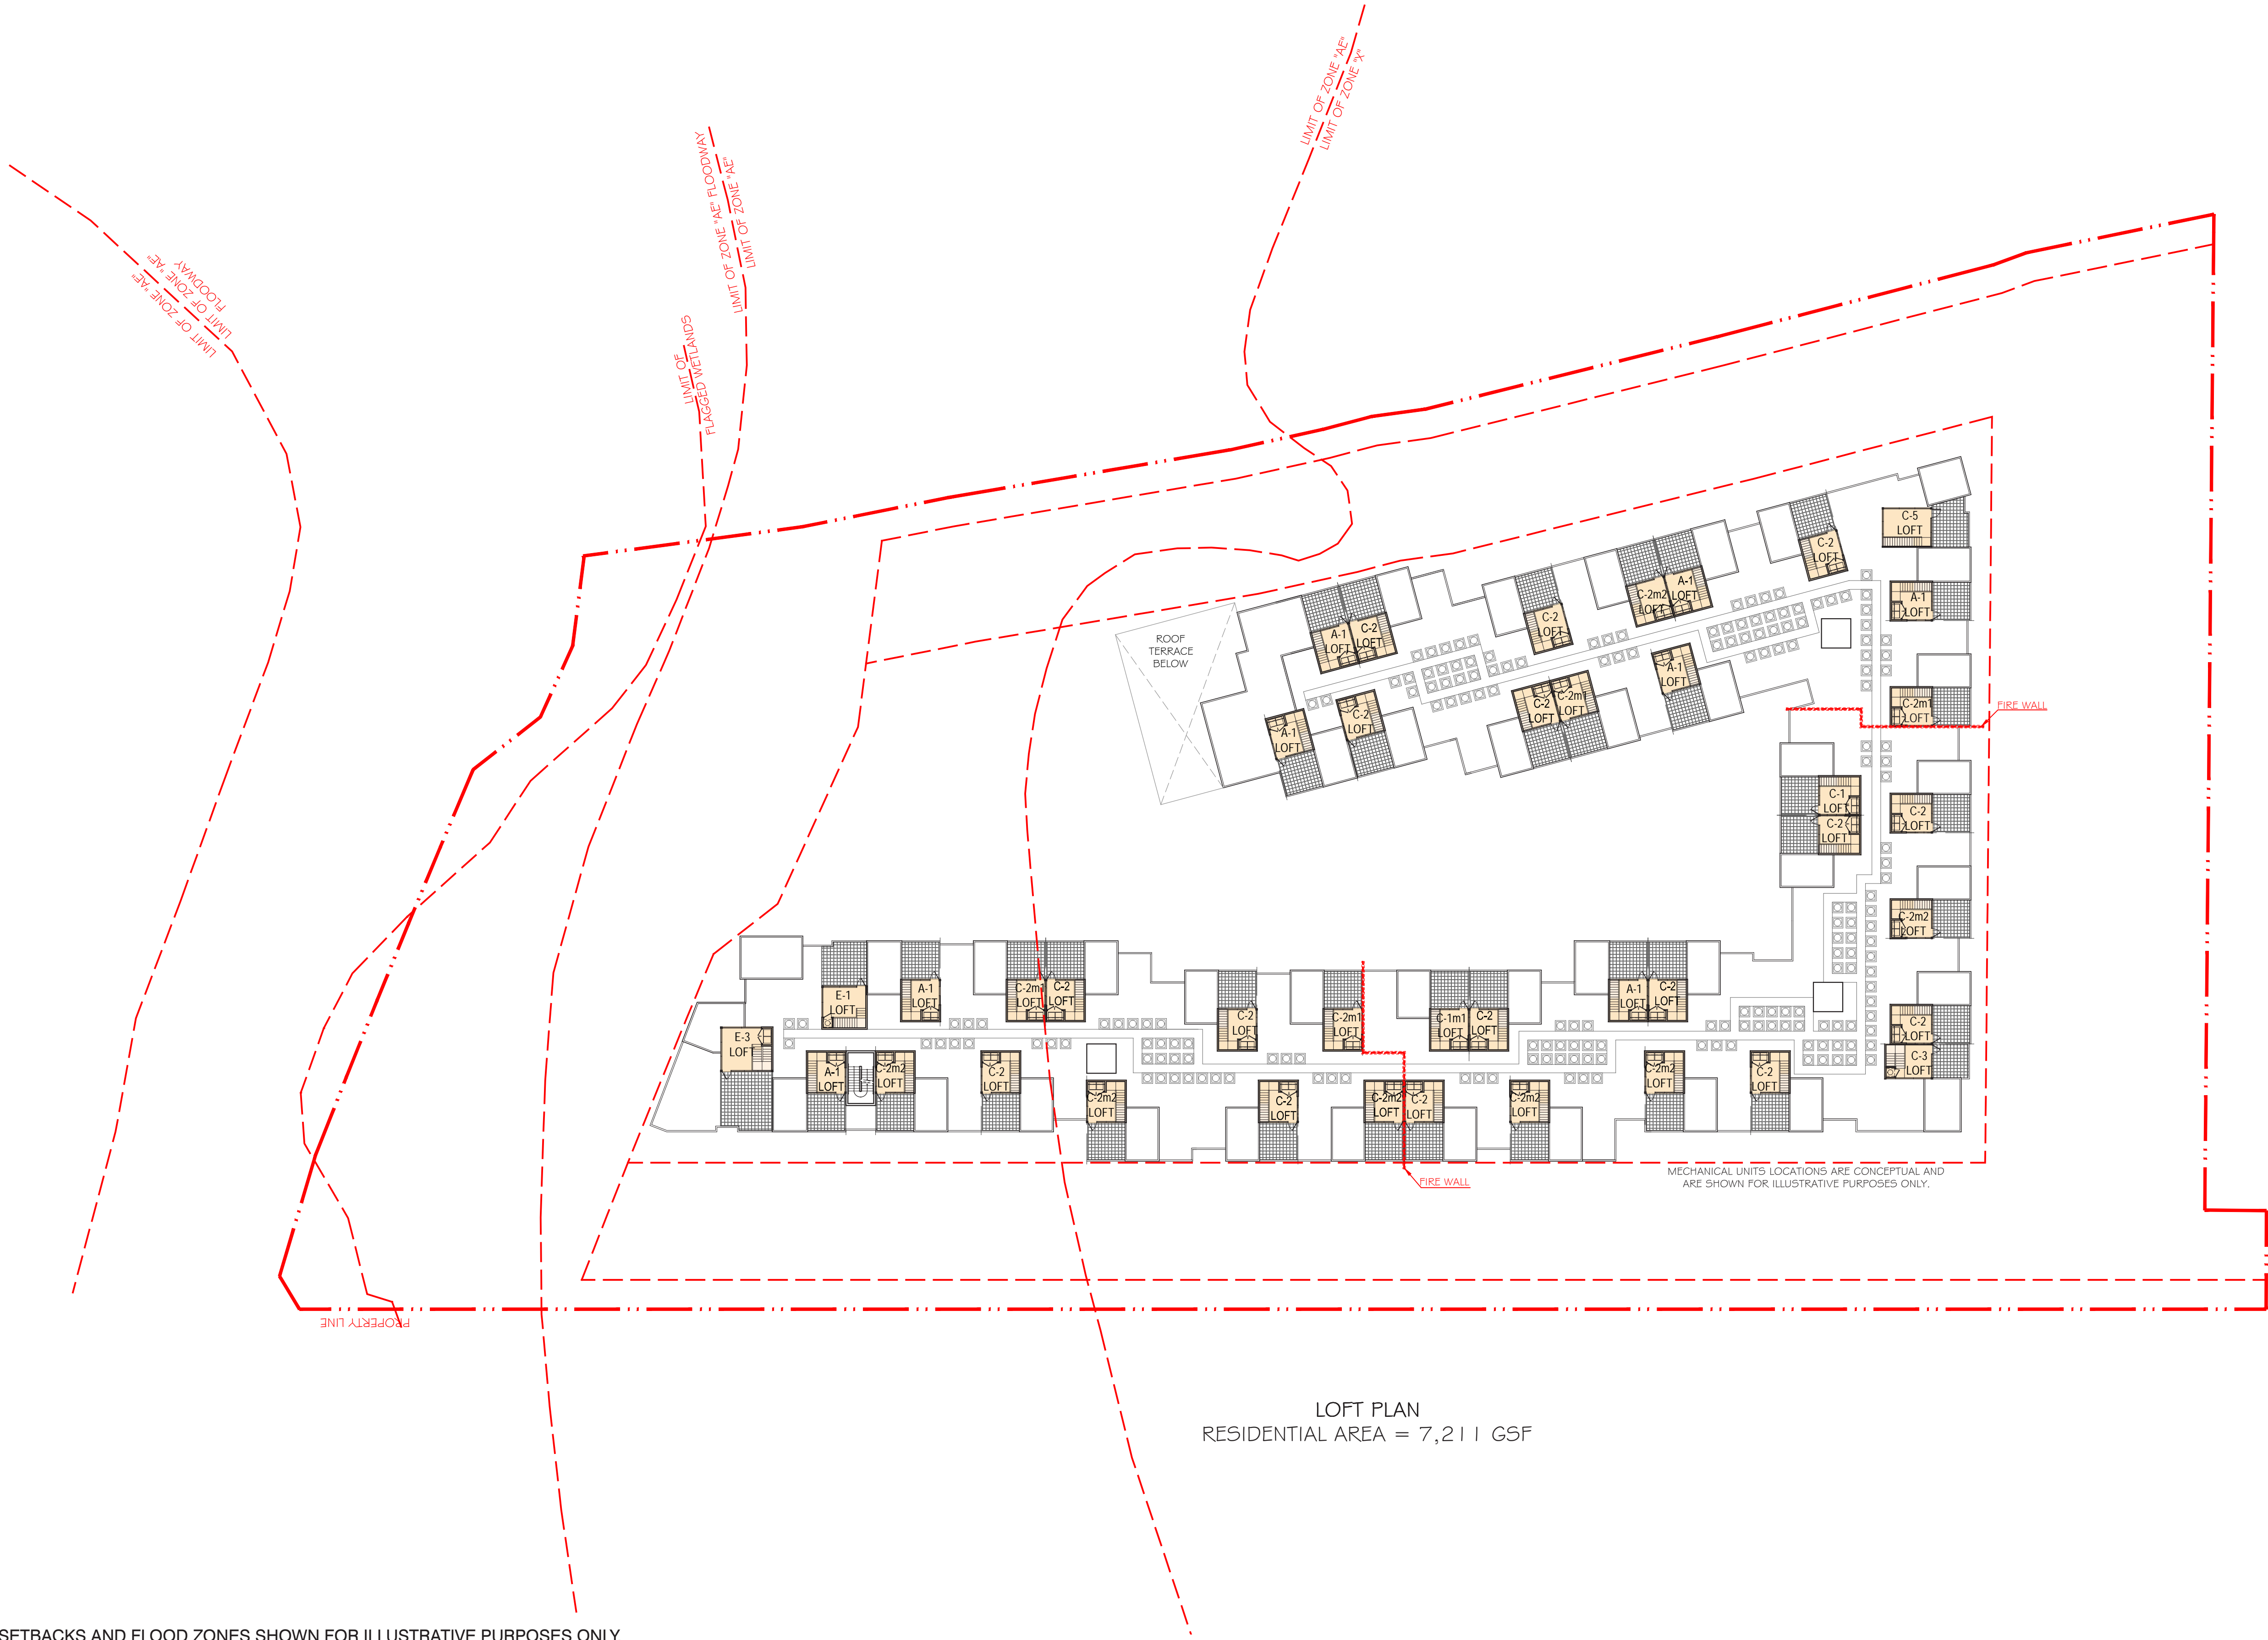 LIMIT OF ZONE "AE"
LIMIT OF ZONE "X"
LIMIT OF ZONE "AE" FLOODWAY
LIMIT OF ZONE "AE"
LIMIT OF ZONE "AE"
LIMIT OF ZONE "AE"
FLOODWAY
LIMIT OF
FLAGGED WETLANDS
C-5
LOFT
C-2
LOFT
A-1
LOFT
C-2m2
LOFT
A-1
LOFT
C-2
LOFT
A-1
LOFT
C-2
LOFT
ROOF
TERRACE
BELOW
A-1
LOFT
C-2m1
LOFT
C-2
LOFT
C-2m1
LOFT
FIRE WALL
C-2
LOFT
A-1
LOFT
C-1
LOFT
C-2
LOFT
C-2
LOFT
C-2m2
LOFT
E-1
LOFT
A-1
LOFT
C-2m1
LOFT
C-2
LOFT
C-2
LOFT
C-2m1
LOFT
C-1m1
LOFT
C-2
LOFT
A-1
LOFT
C-2
LOFT
C-2
LOFT
E-3
LOFT
A-1
LOFT
C-2m2
LOFT
C-2
LOFT
C-2m2
LOFT
C-2
LOFT
C-2m2
LOFT
C-2
LOFT
C-2m2
LOFT
C-2m2
LOFT
C-2
LOFT
C-3
LOFT
MECHANICAL UNITS LOCATIONS ARE CONCEPTUAL AND
ARE SHOWN FOR ILLUSTRATIVE PURPOSES ONLY.
FIRE WALL
PROPERTY LINE
LOFT PLAN
RESIDENTIAL AREA = 7,211 GSF
SETBACKS AND FLOOD ZONES SHOWN FOR ILLUSTRATIVE PURPOSES ONLY